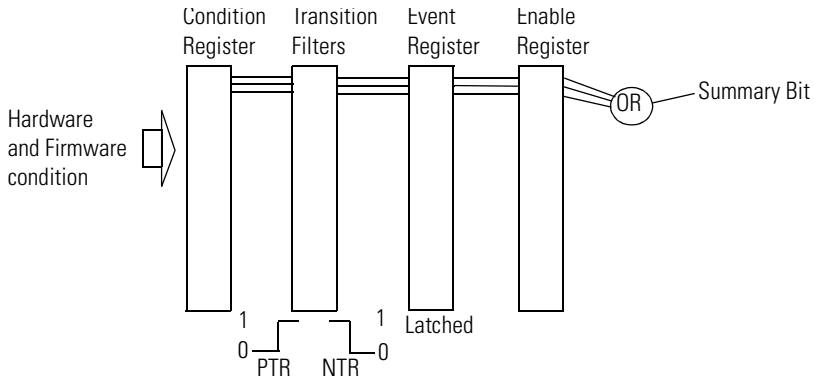 Condition
Register
Transition
Filters
Event
Register
Enable
Register
OR
Summary Bit
Hardware
and Firmware
condition
1
0
PTR
NTR
1
0
Latched